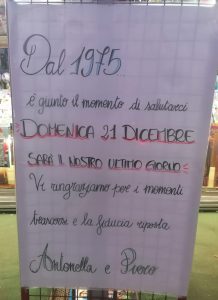 Dal 1975
è giunto il momento di salutarci
DOMENICA 21 DICEMBRE
SARÀ IL NOSTRO ULTIMO GIORNO
Vi ringraziamo per i momenti
trascorsi e la fiducia riposta
Antonella e Piero